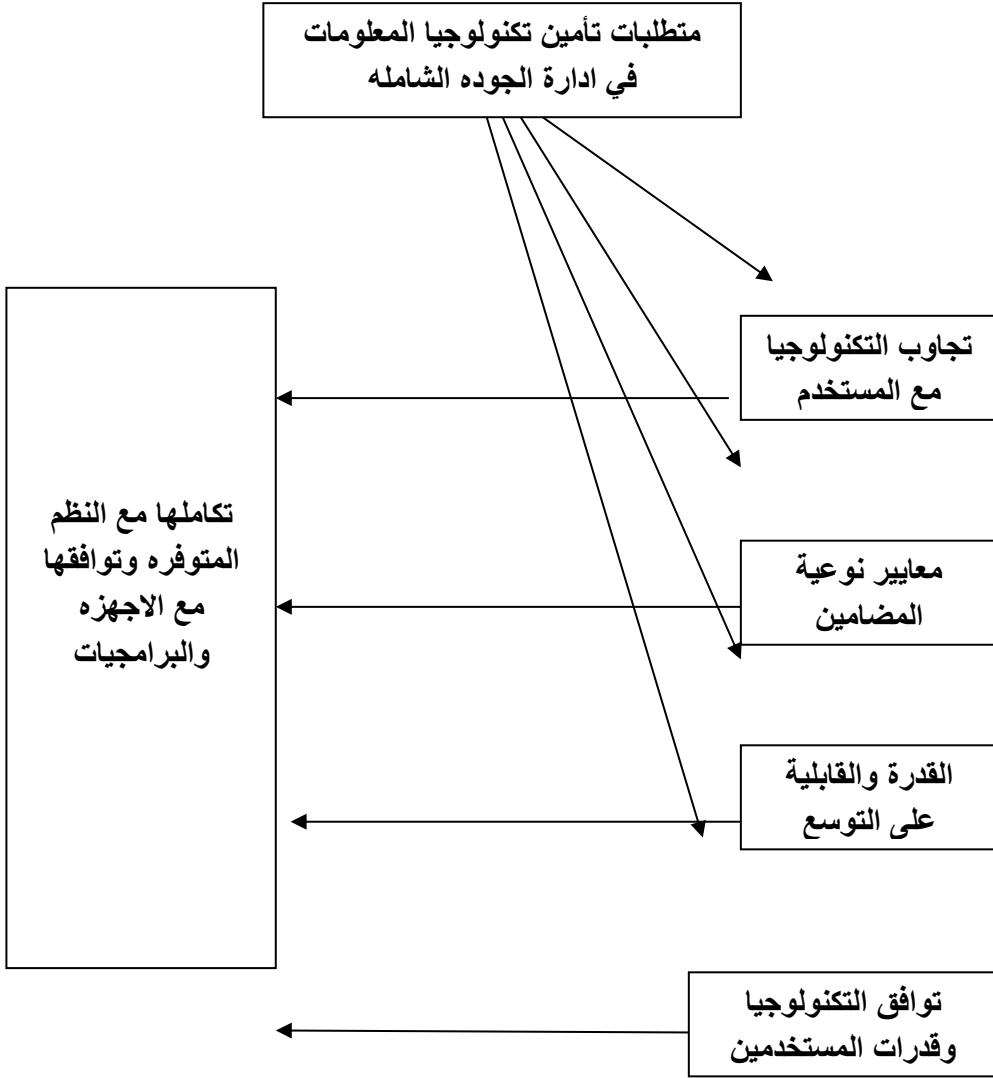 متطلبات تأمين تكنولوجيا المعلومات
في ادارة الجوده الشامله
تجاوب التكنولوجيا
مع المستخدم
معايير نوعية
المضامين
القدرة والقابلية
على التوسع
توافق التكنولوجيا
وقدرات المستخدمين
تكاملها مع النظم
المتوفره وتوافقها
مع الاجهزه
والبرامجيات